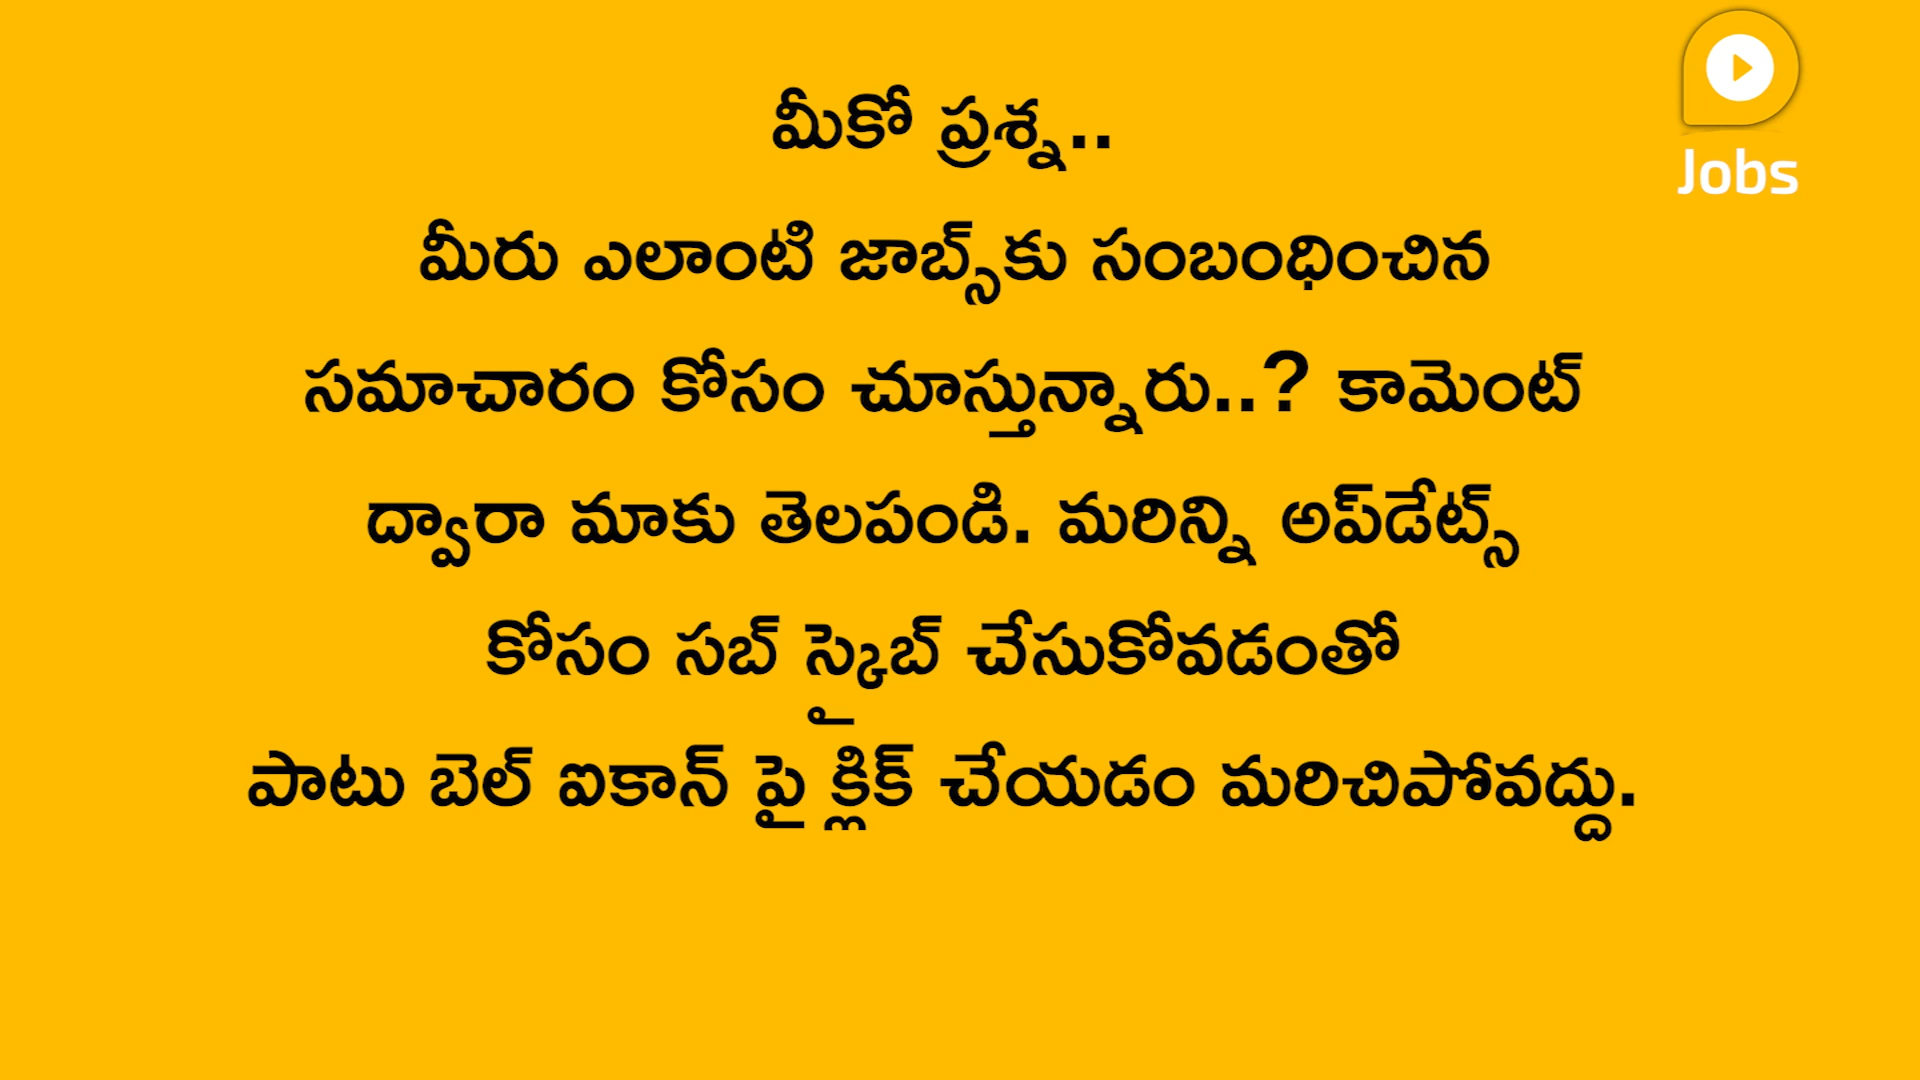 మీకో ప్రశ్న..
మీరు ఎలాంటి జాబ్స్‌కు సంబంధించిన
సమాచారం కోసం చూస్తున్నారు..? కామెంట్
ద్వారా మాకు తెలపండి. మరిన్ని అప్‌డేట్స్
కోసం సబ్ స్కైబ్ చేసుకోవడంతో
పాటు బెల్ ఐకాన్ పై క్లిక్ చేయడం మరిచిపోవద్దు.
Jobs